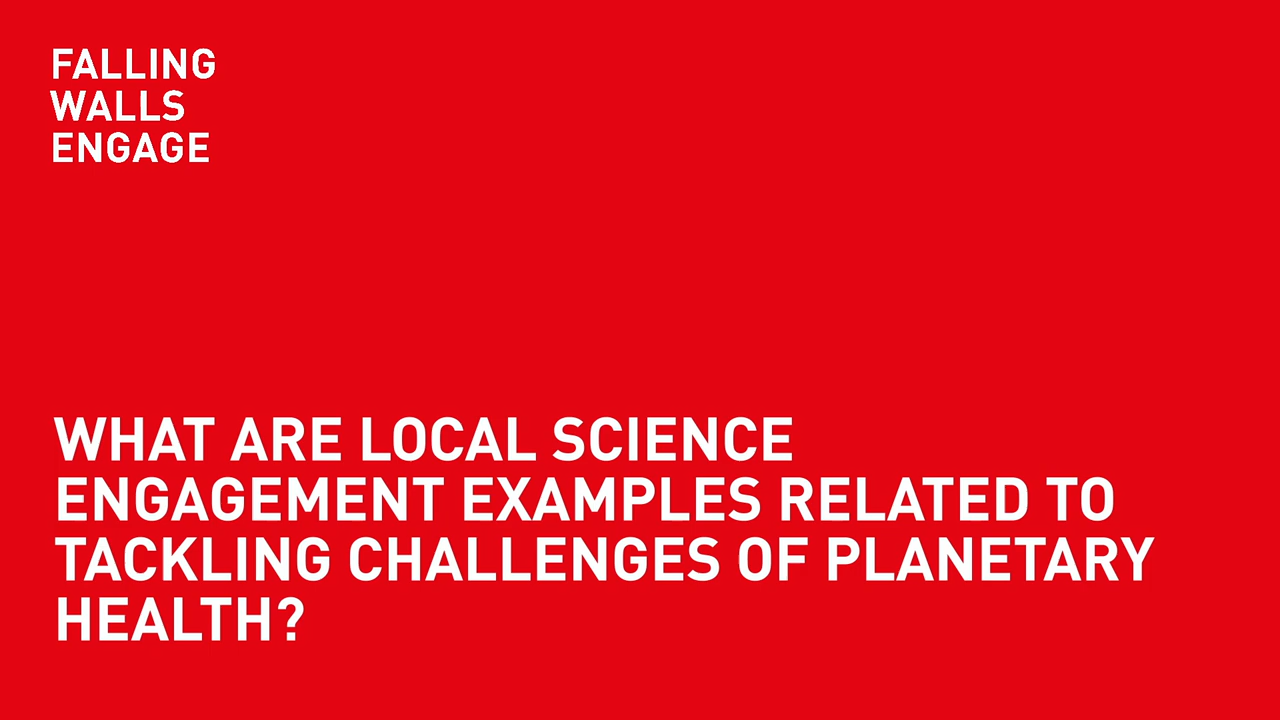 FALLING
WALLS
ENGAGE
WHAT ARE LOCAL SCIENCE
ENGAGEMENT EXAMPLES RELATED TO
TACKLING CHALLENGES OF PLANETARY
HEALTH?